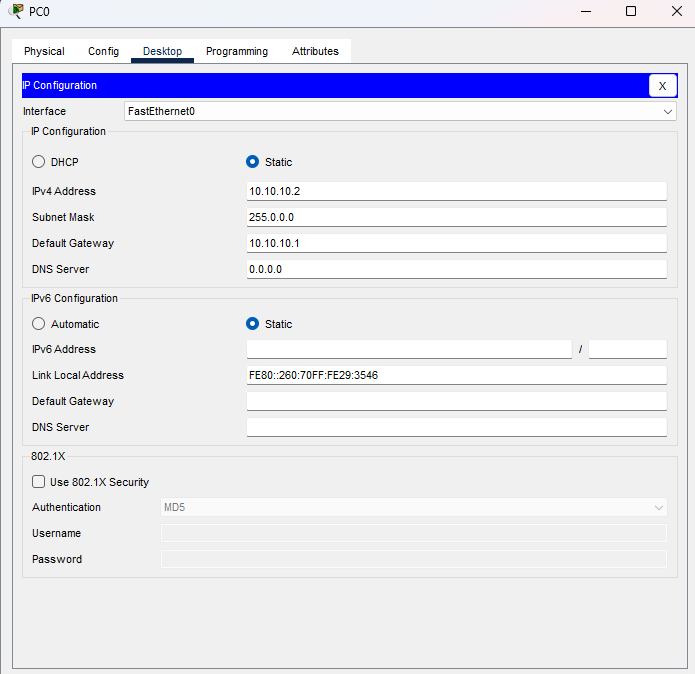 PC0
Physical Config Desktop Programming Attributes
IP Configuration X
Interface FastEthernet0
IP Configuration
DHCP Static
IPv4 Address 10.10.10.2
Subnet Mask 255.0.0.0
Default Gateway 10.10.10.1
DNS Server 0.0.0.0
IPv6 Configuration
Automatic Static
IPv6 Address /
Link Local Address FE80::260:70FF:FE29:3546
Default Gateway
DNS Server
802.1X
Use 802.1X Security
Authentication MD5
Username
Password